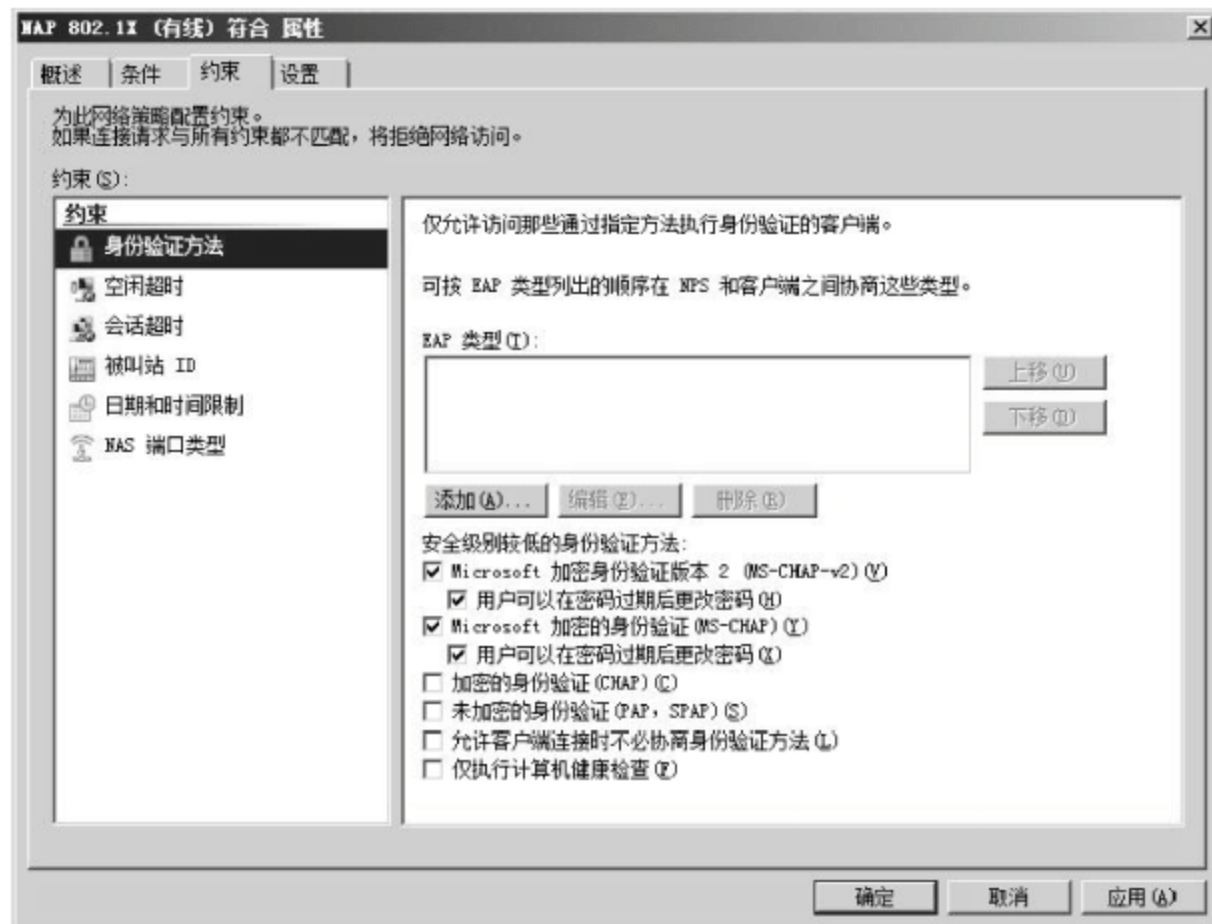 NAP 802.1X (有线) 符合 属性
概述 条件 约束 设置
为此网络策略配置约束。
如果连接请求与所有约束都不匹配，将拒绝网络访问。
约束(S):
约束
身份验证方法
空闲超时
会话超时
被叫站 ID
日期和时间限制
NAS 端口类型
仅允许访问那些通过指定方法执行身份验证的客户端。
可按 EAP 类型列出的顺序在 NPS 和客户端之间协商这些类型。
EAP 类型(T):
上移(U)
下移(D)
添加(A)... 编辑(E)... 删除(R)
安全级别较低的身份验证方法:
Microsoft 加密身份验证版本 2 (MS-CHAP-v2)(V)
用户可以在密码过期后更改密码(H)
Microsoft 加密的身份验证(MS-CHAP)(Y)
用户可以在密码过期后更改密码(X)
加密的身份验证(CHAP)(C)
未加密的身份验证(PAP，SPAP)(S)
允许客户端连接时不必协商身份验证方法(L)
仅执行计算机健康检查(F)
确定 取消 应用(A)